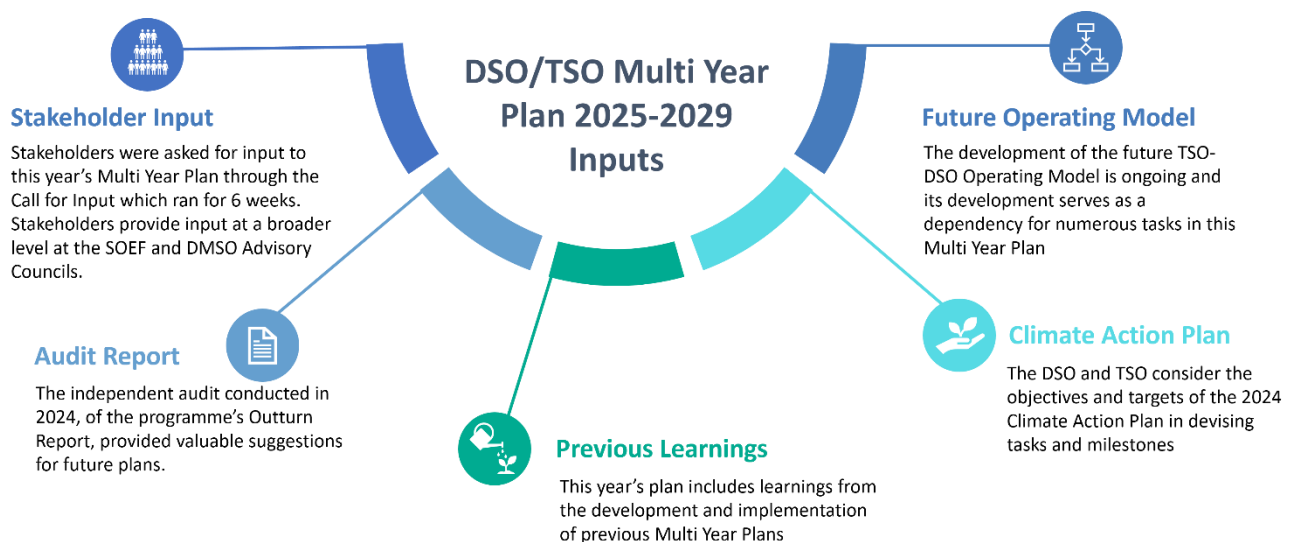 DSO/TSO Multi Year
Plan 2025-2029
Inputs
Stakeholder Input
Stakeholders were asked for input to
this year's Multi Year Plan through the
Call for Input which ran for 6 weeks.
Stakeholders provide input at a broader
level at the SOEF and DMSO Advisory
Councils.
Audit Report
The independent audit conducted in
2024, of the programme's Outturn
Report, provided valuable suggestions
for future plans.
Previous Learnings
This year's plan includes learnings from
the development and implementation
of previous Multi Year Plans
Climate Action Plan
The DSO and TSO consider the
objectives and targets of the 2024
Climate Action Plan in devising
tasks and milestones
Future Operating Model
The development of the future TSO-
DSO Operating Model is ongoing and
its development serves as a
dependency for numerous tasks in this
Multi Year Plan